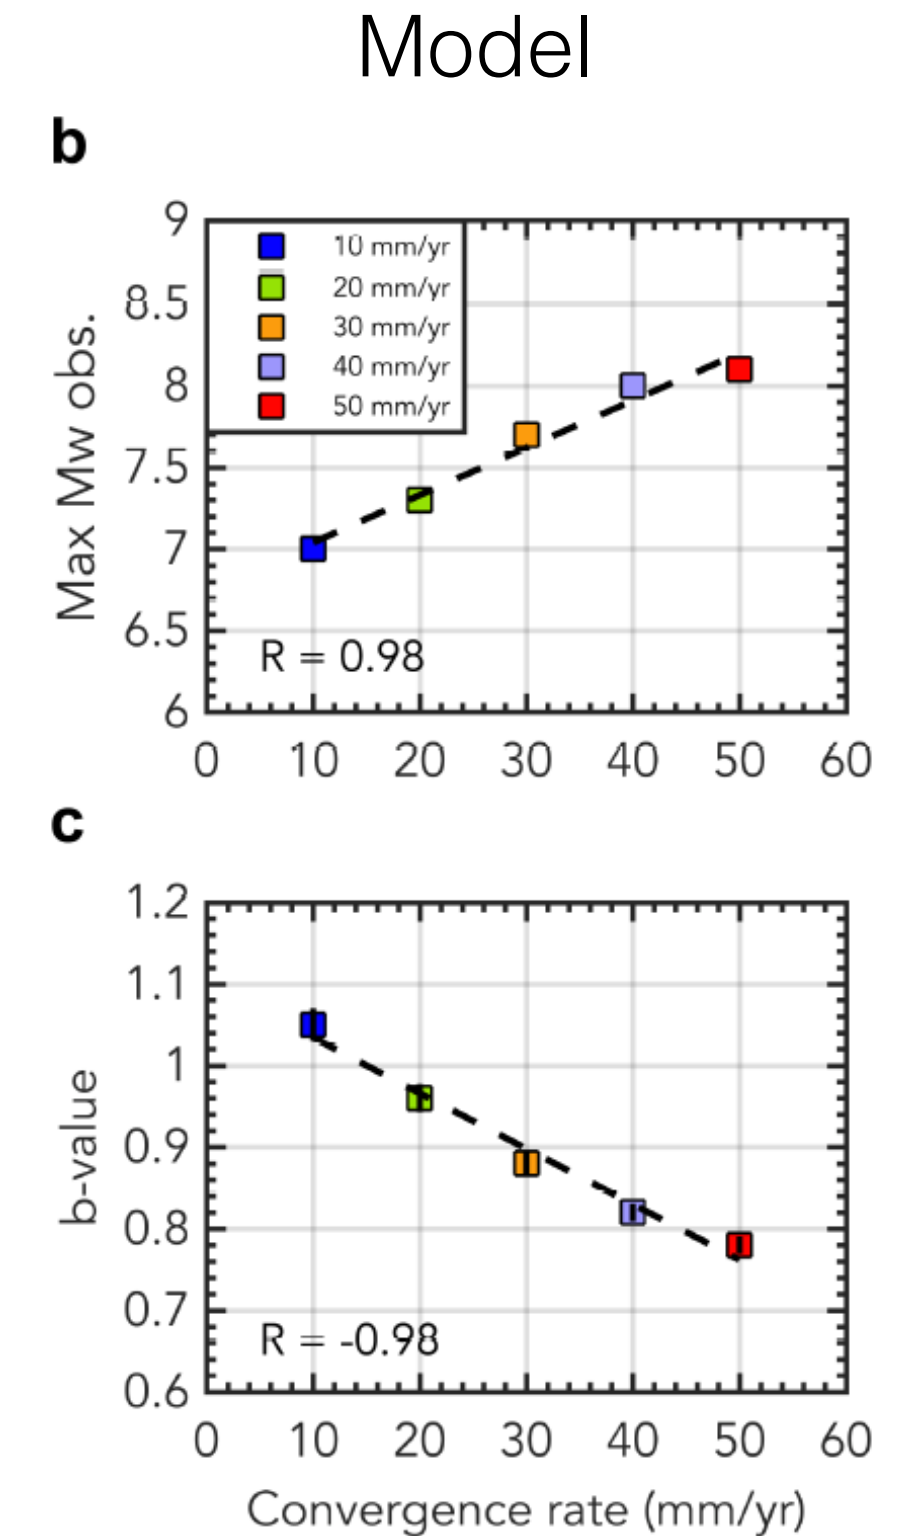 Model
b
9
8.5
8
7.5
7
6.5
6
Max Mw obs.
10 mm/yr
20 mm/yr
30 mm/yr
40 mm/yr
50 mm/yr
R = 0.98
0 10 20 30 40 50 60
c
1.2
1.1
1
0.9
0.8
0.7
0.6
b-value
R = -0.98
0 10 20 30 40 50 60
Convergence rate (mm/yr)